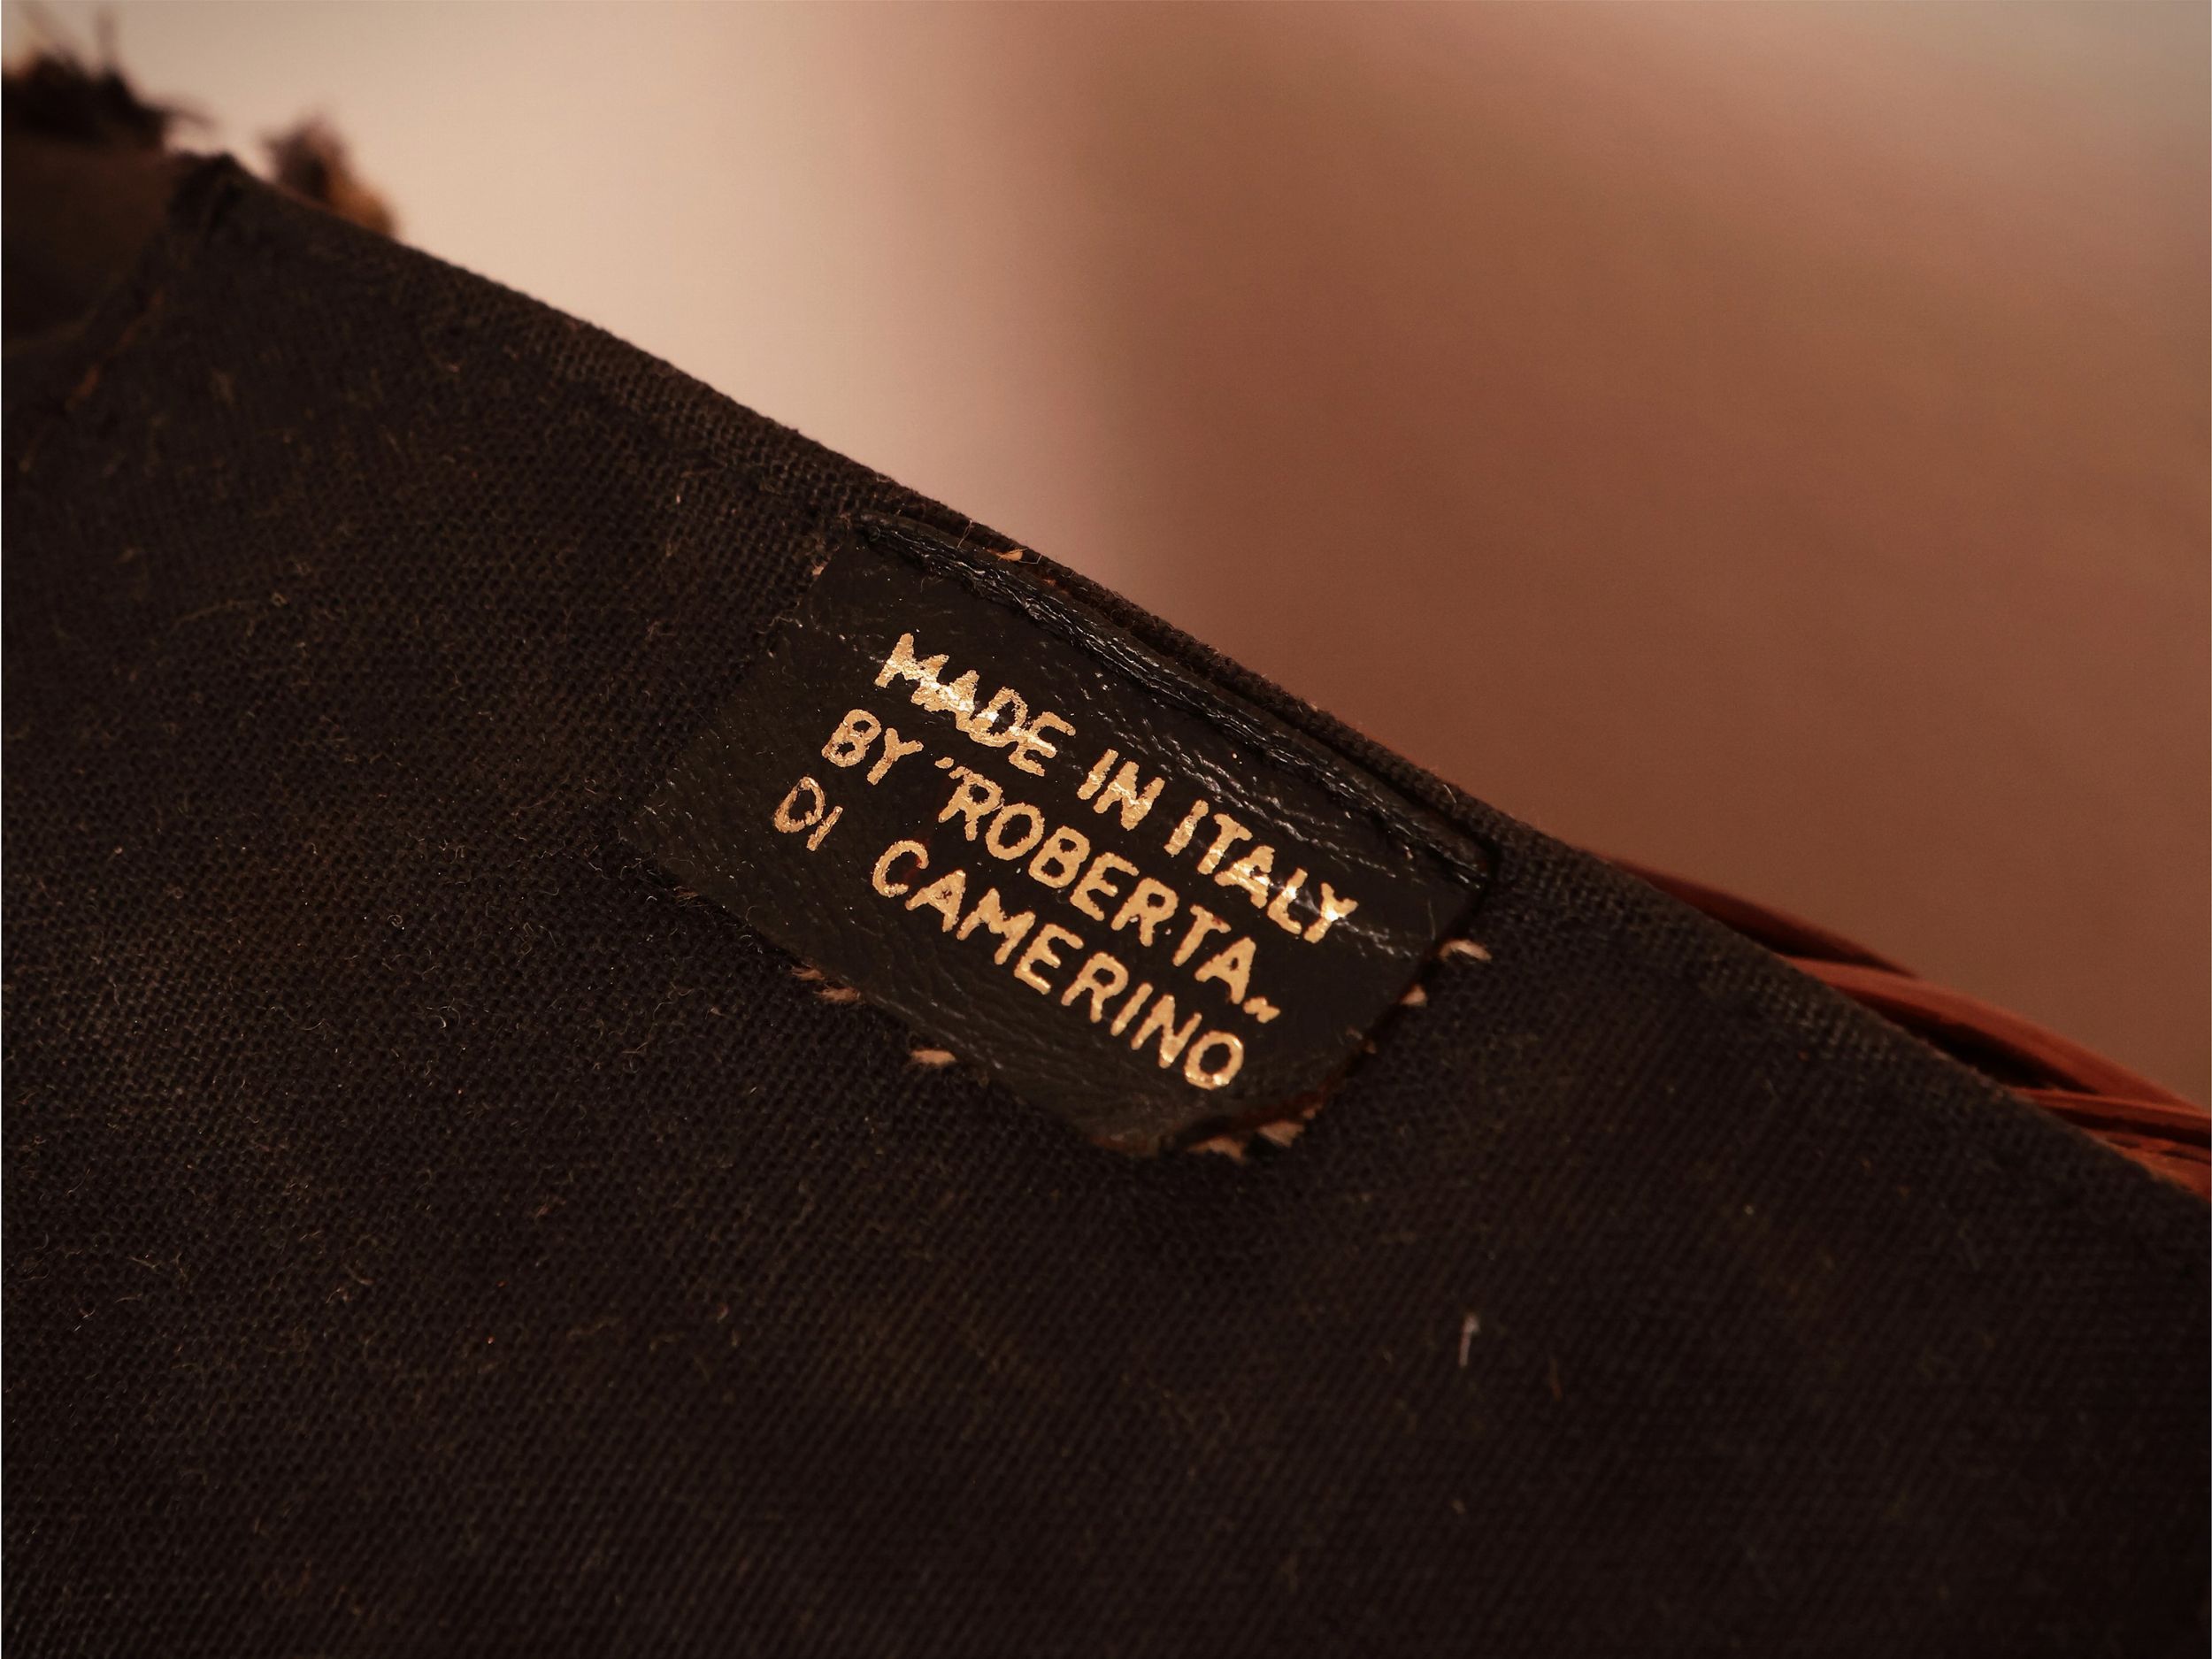 MADE IN ITALY
BY "ROBERTA„
DI CAMERINO